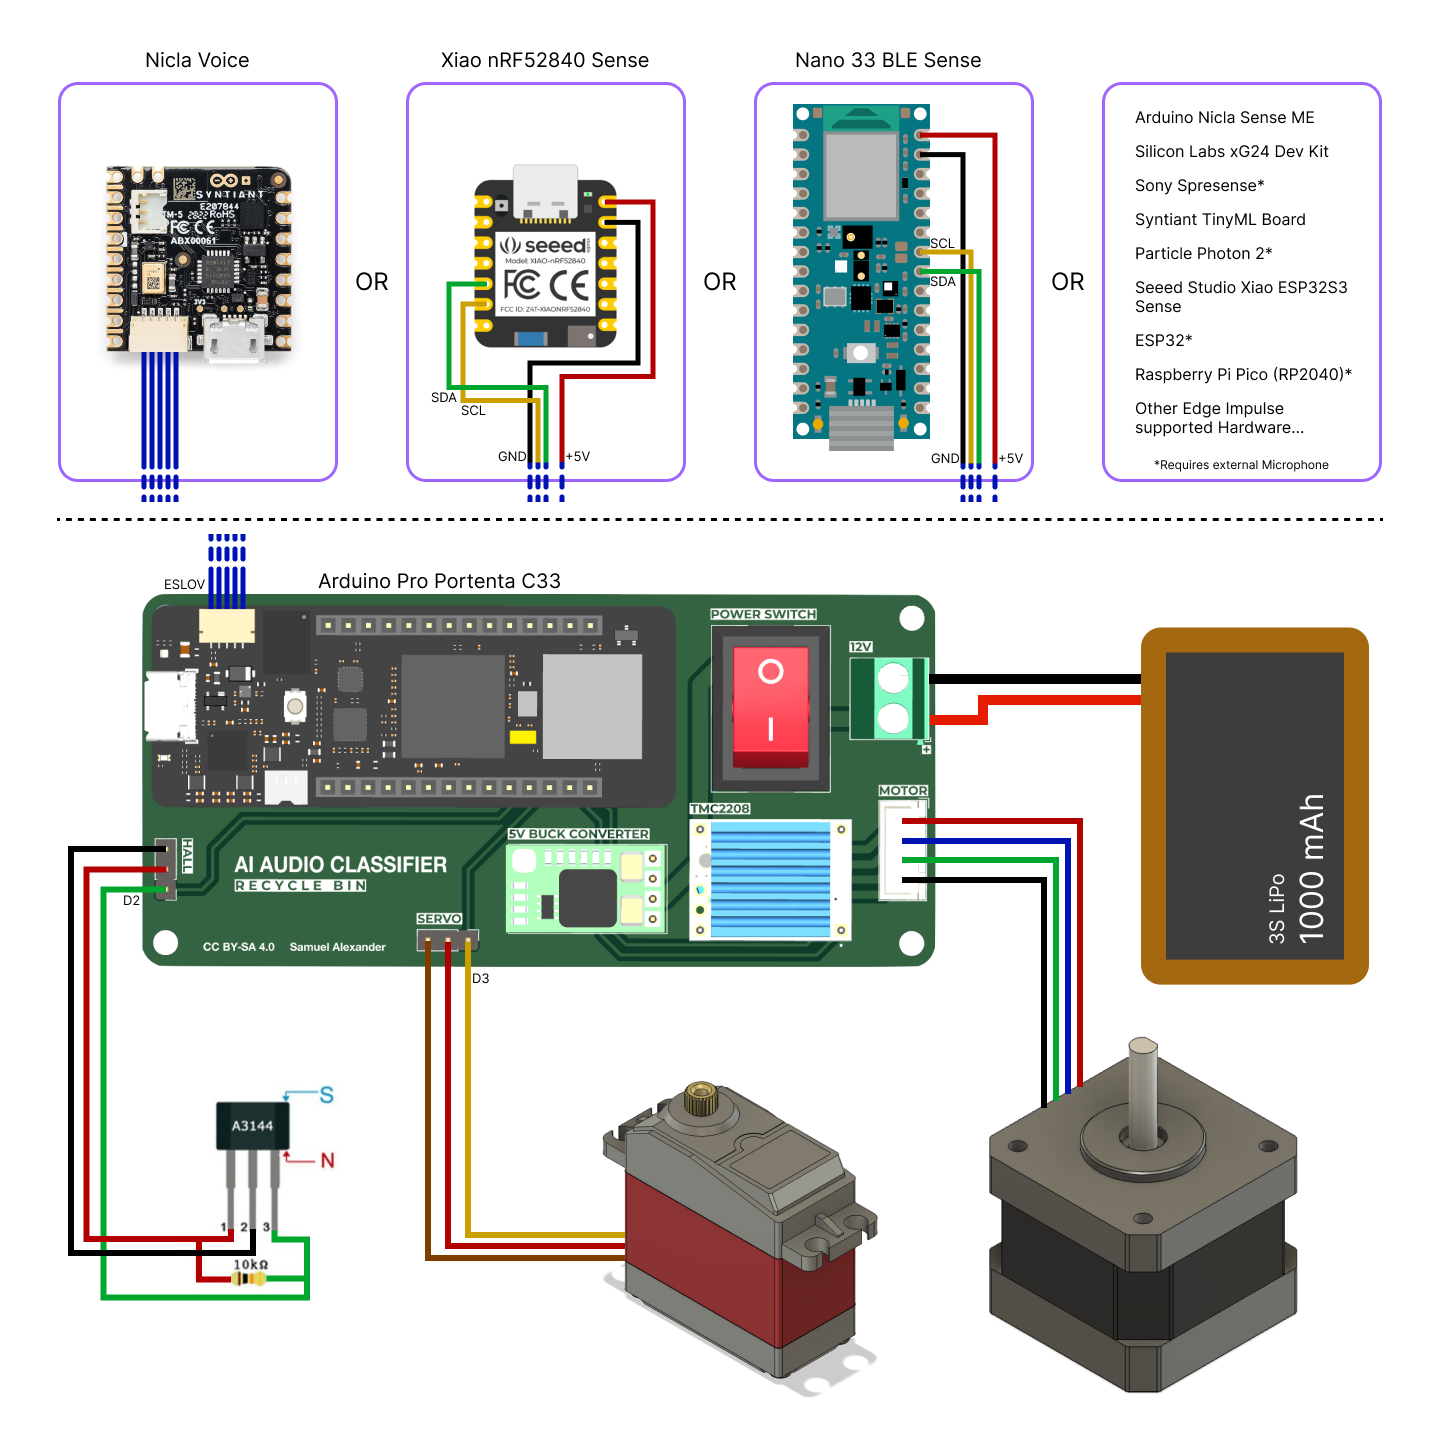 Nicla Voice
Xiao nRF52840 Sense
Nano 33 BLE Sense
SYNTIANT
E207844
TM-5 2022 RoHS
FC CE
ABX00061
3V3
OR
seeed
studio
Model: XIAO-nRF52840
FC CE
FCC ID: Z4T-XIAONRF52840
SDA
SCL
GND
+5V
OR
SCL
SDA
GND
+5V
OR
Arduino Nicla Sense ME
Silicon Labs xG24 Dev Kit
Sony Spresense*
Syntiant TinyML Board
Particle Photon 2*
Seeed Studio Xiao ESP32S3
Sense
ESP32*
Raspberry Pi Pico (RP2040)*
Other Edge Impulse
supported Hardware...
*Requires external Microphone
ESLOV
Arduino Pro Portenta C33
POWER SWITCH
12V
+
MOTOR
TMC2208
5V BUCK CONVERTER
HALL
AI AUDIO CLASSIFIER
RECYCLE BIN
D2
SERVO
CC BY-SA 4.0 Samuel Alexander
D3
3S LiPo
1000 mAh
S
A3144
N
1 2 3
10kΩ